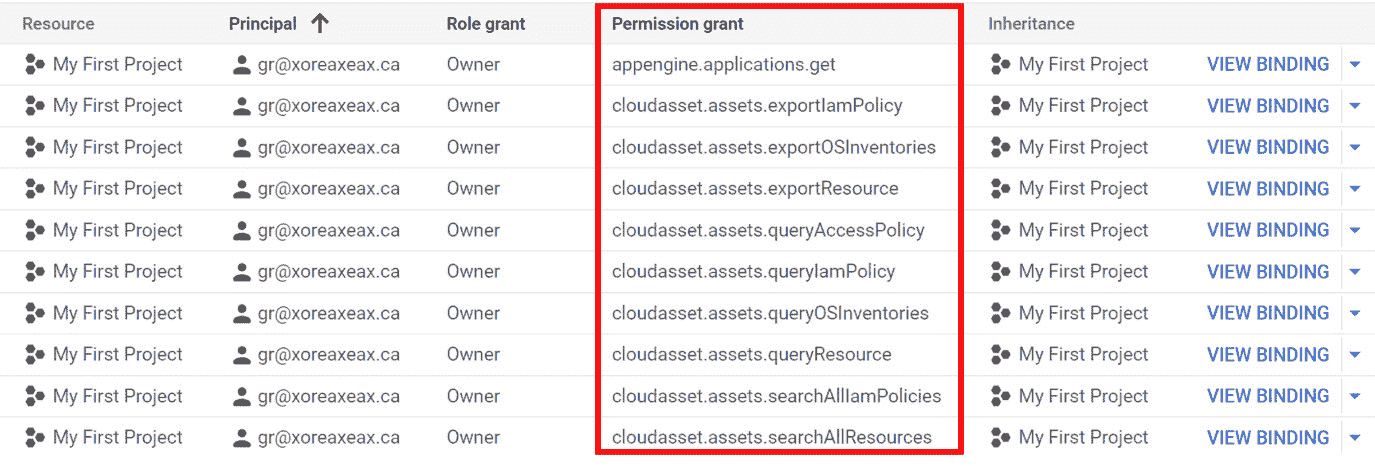 Resource Principal Role grant Permission grant Inheritance
My First Project gr@xoreaxeax.ca Owner appengine.applications.get My First Project VIEW BINDING
My First Project gr@xoreaxeax.ca Owner cloudasset.assets.exportIamPolicy My First Project VIEW BINDING
My First Project gr@xoreaxeax.ca Owner cloudasset.assets.exportOSInventories My First Project VIEW BINDING
My First Project gr@xoreaxeax.ca Owner cloudasset.assets.exportResource My First Project VIEW BINDING
My First Project gr@xoreaxeax.ca Owner cloudasset.assets.queryAccessPolicy My First Project VIEW BINDING
My First Project gr@xoreaxeax.ca Owner cloudasset.assets.queryIamPolicy My First Project VIEW BINDING
My First Project gr@xoreaxeax.ca Owner cloudasset.assets.queryOSInventories My First Project VIEW BINDING
My First Project gr@xoreaxeax.ca Owner cloudasset.assets.queryResource My First Project VIEW BINDING
My First Project gr@xoreaxeax.ca Owner cloudasset.assets.searchAllIamPolicies My First Project VIEW BINDING
My First Project gr@xoreaxeax.ca Owner cloudasset.assets.searchAllResources My First Project VIEW BINDING